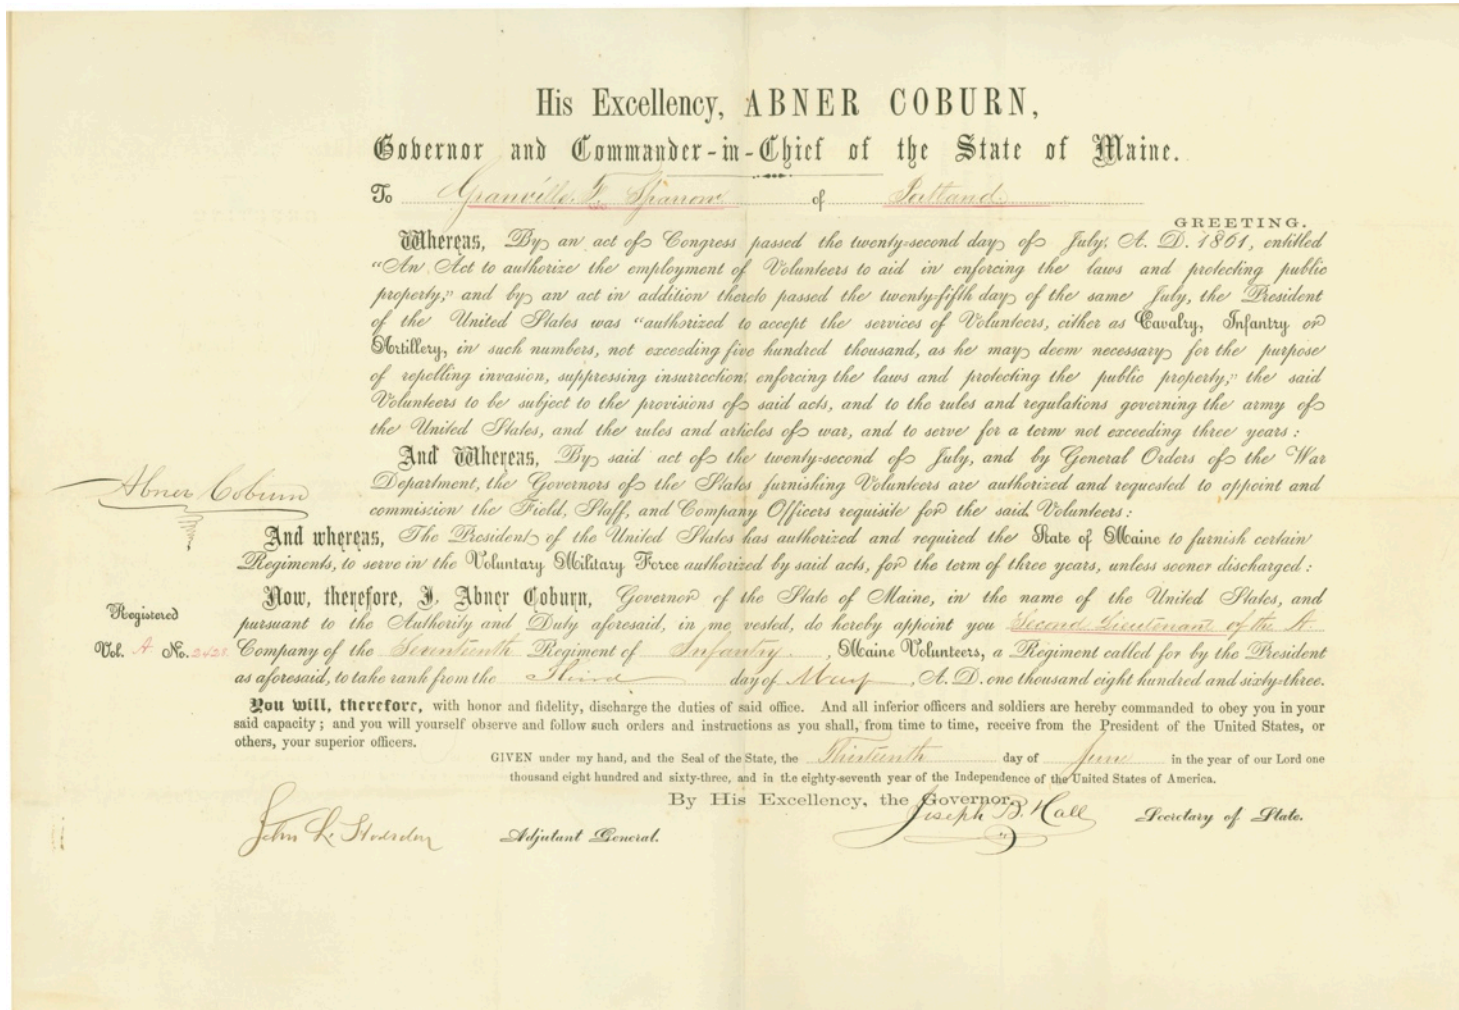 His Excellency, ABNER COBURN,
Governor and Commander-in-Chief of the State of Maine.
To Granville F. Sparrow of Portland
GREETING.
Whereas, By an act of Congress passed the twenty-second day of July, A. D. 1861, entitled
"An Act to authorize the employment of Volunteers to aid in enforcing the laws and protecting public
property," and by an act in addition thereto passed the twenty-fifth day of the same July, the President
of the United States was "authorized to accept the services of Volunteers, either as Cavalry, Infantry or
Artillery, in such numbers, not exceeding five hundred thousand, as he may deem necessary for the purpose
of repelling invasion, suppressing insurrection, enforcing the laws and protecting the public property," the said
Volunteers to be subject to the provisions of said acts, and to the rules and regulations governing the army of
the United States, and the rules and articles of war, and to serve for a term not exceeding three years:
And Whereas, By said act of the twenty-second of July, and by General Orders of the War
Department, the Governors of the States furnishing Volunteers are authorized and requested to appoint and
commission the Field, Staff, and Company Officers requisite for the said Volunteers:
Abner Coburn
And whereas, The President of the United States has authorized and required the State of Maine to furnish certain
Regiments, to serve in the Voluntary Military Force authorized by said acts, for the term of three years, unless sooner discharged:
Now, therefore, I, Abner Coburn, Governor of the State of Maine, in the name of the United States, and
pursuant to the Authority and Duty aforesaid, in me vested, do hereby appoint you Second Lieutenant of the A
Company of the Seventeenth Regiment of Infantry, Maine Volunteers, a Regiment called for by the President
as aforesaid, to take rank from the Third day of May, A. D. one thousand eight hundred and sixty-three.
Registered
Vol. A No.
You will, therefore, with honor and fidelity, discharge the duties of said office. And all inferior officers and soldiers are hereby commanded to obey you in your
said capacity; and you will yourself observe and follow such orders and instructions as you shall, from time to time, receive from the President of the United States, or
others, your superior officers.
GIVEN under my hand, and the Seal of the State, the Thirteenth day of June in the year of our Lord one
thousand eight hundred and sixty-three, and in the eighty-seventh year of the Independence of the United States of America.
By His Excellency, the Governor,
Joseph B. Hall Secretary of State.
John L. Hodsdon Adjutant General.